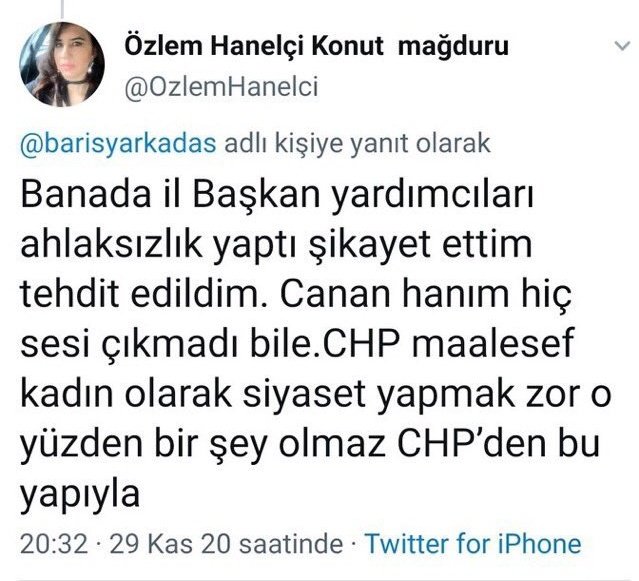 Özlem Hanelçi Konut mağduru
@OzlemHanelci
@barisyarkadas adlı kişiye yanıt olarak
Banada il Başkan yardımcıları
ahlaksızlık yaptı şikayet ettim
tehdit edildim. Canan hanım hiç
sesi çıkmadı bile.CHP maalesef
kadın olarak siyaset yapmak zor o
yüzden bir şey olmaz CHP’den bu
yapıyla
20:32 · 29 Kas 20 saatinde · Twitter for iPhone